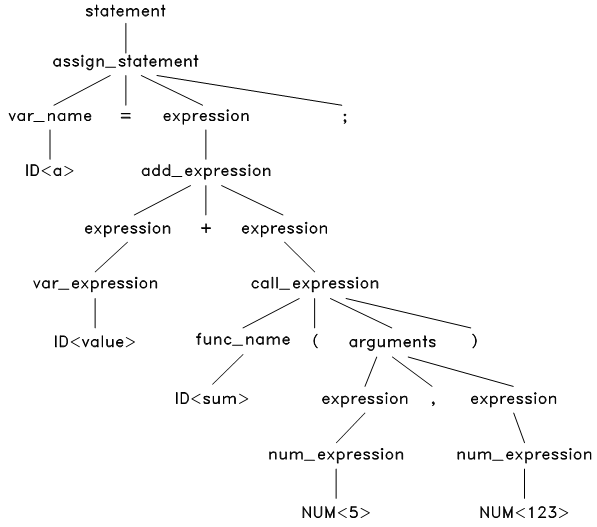 statement
assign_statement
var_name = expression ;
ID<a> add_expression
expression + expression
var_expression call_expression
ID<value> func_name ( arguments )
ID<sum> expression , expression
num_expression num_expression
NUM<5> NUM<123>